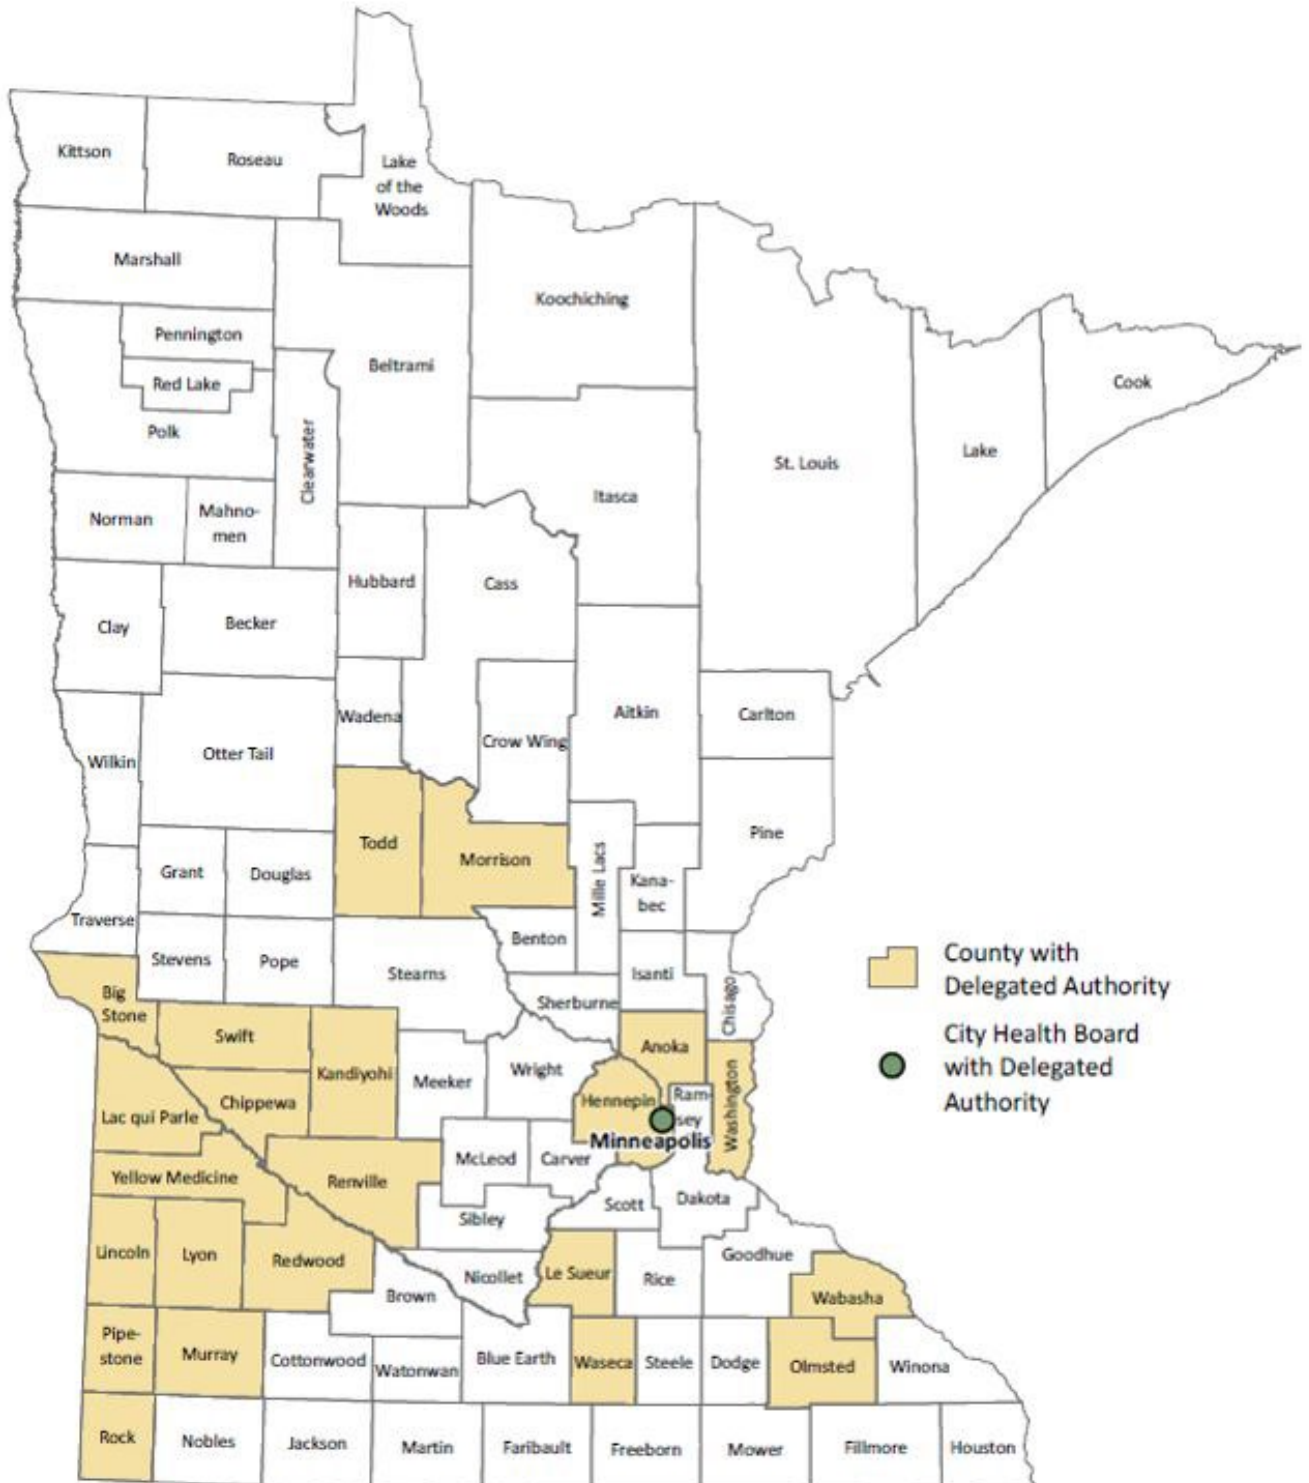 Kittson
Roseau
Lake
of the
Woods
Marshall
Koochiching
Pennington
Beltrami
Red Lake
Cook
Polk
Clearwater
Lake
St. Louis
Itasca
Norman
Mahno-
men
Hubbard
Cass
Clay
Becker
Wadena
Aitkin
Carlton
Crow Wing
Otter Tail
Wilkin
Todd
Morrison
Pine
Grant
Douglas
Mille Lacs
Kana-
bec
Traverse
Benton
Stevens
Pope
Stearns
Isanti
Chisago
County with
Delegated Authority
Big
Stone
Sherburne
Swift
Anoka
City Health Board
with Delegated
Authority
Kandiyohi
Meeker
Wright
Hennepin
Ram-
sey
Washington
Chippewa
Lac qui Parle
Minneapolis
McLeod
Carver
Yellow Medicine
Renville
Scott
Dakota
Sibley
Lincoln
Lyon
Redwood
Goodhue
Nicollet
Le Sueur
Rice
Brown
Wabasha
Pipe-
stone
Murray
Cottonwood
Watonwan
Blue Earth
Waseca
Steele
Dodge
Olmsted
Winona
Rock
Nobles
Jackson
Martin
Faribault
Freeborn
Mower
Fillmore
Houston